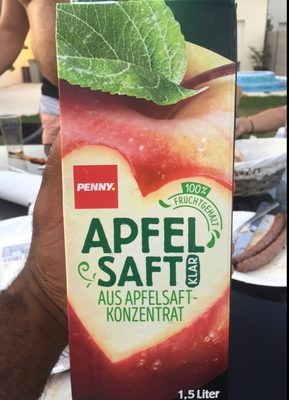 PENNY.
100%
FRUCHTGEHALT
APFEL
SAFT KLAR
AUS APFELSAFT-
KONZENTRAT
1,5 Liter